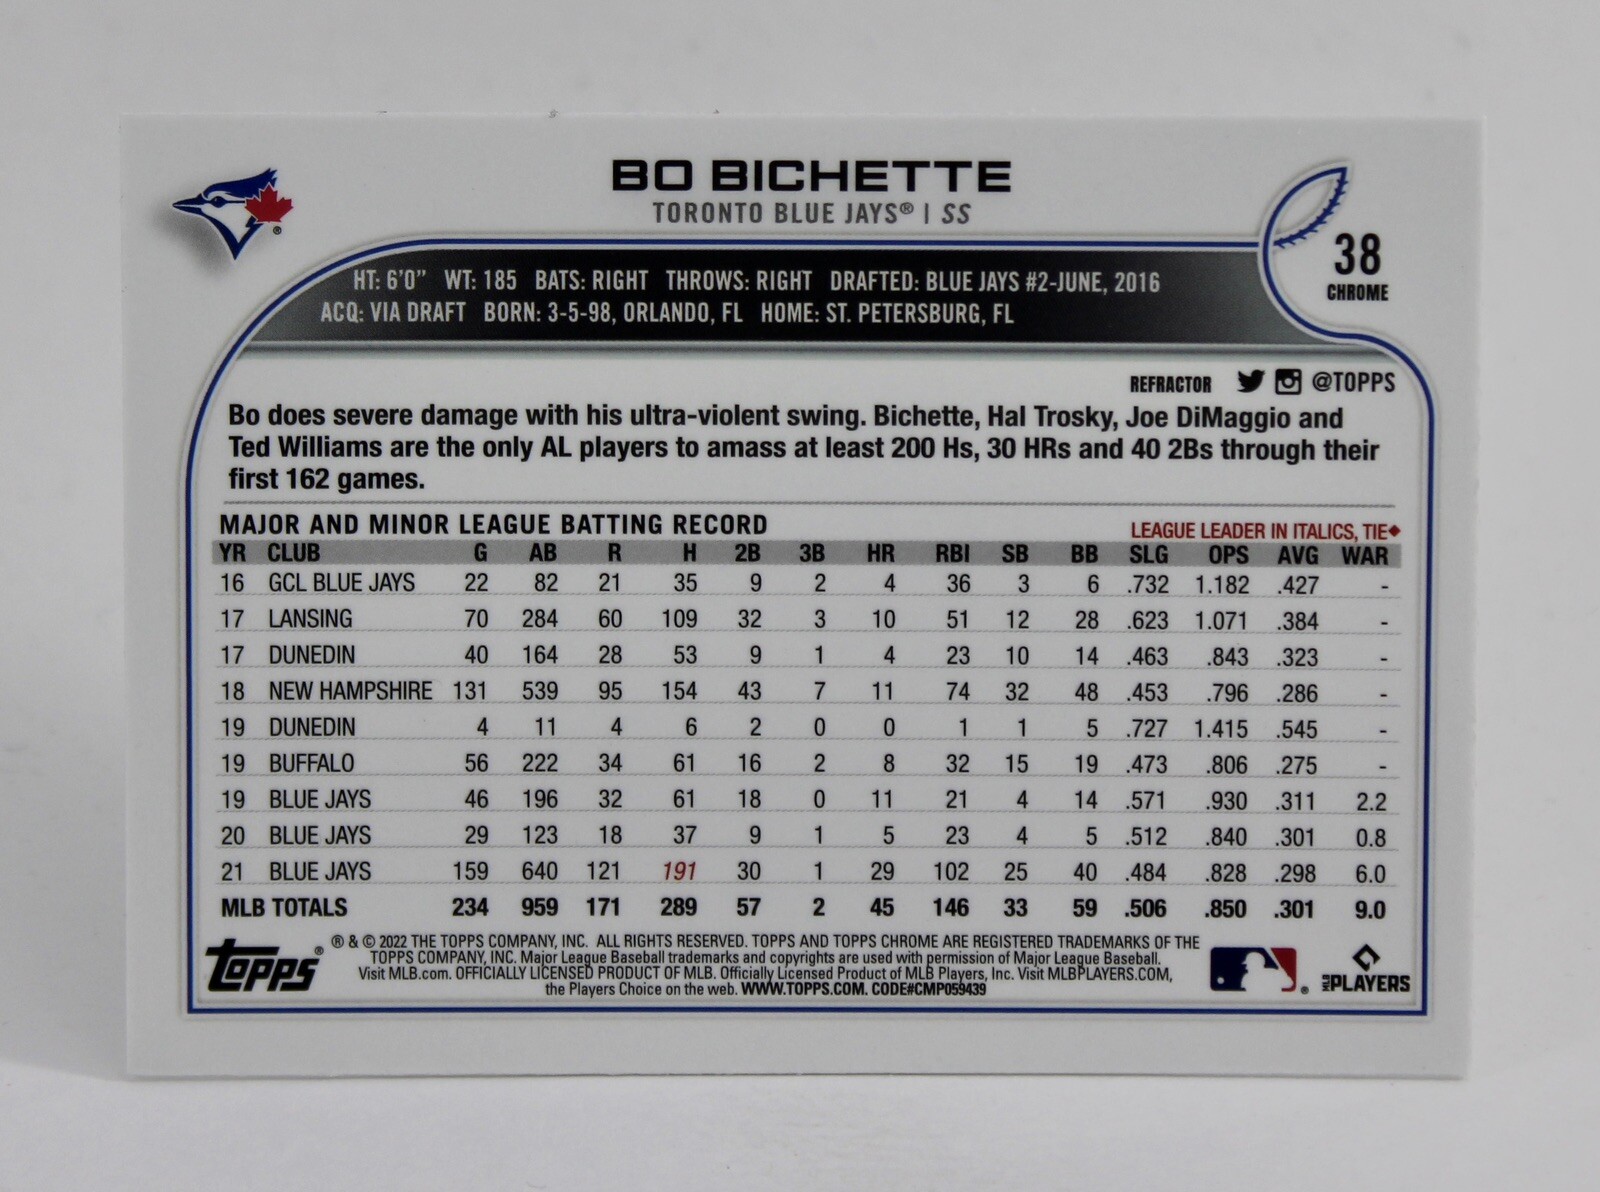 BO BICHETTE
TORONTO BLUE JAYS® | SS
38
CHROME
HT: 6'0" WT: 185 BATS: RIGHT THROWS: RIGHT DRAFTED: BLUE JAYS #2-JUNE, 2016
ACQ: VIA DRAFT BORN: 3-5-98, ORLANDO, FL HOME: ST. PETERSBURG, FL
REFRACTOR @TOPPS
Bo does severe damage with his ultra-violent swing. Bichette, Hal Trosky, Joe DiMaggio and
Ted Williams are the only AL players to amass at least 200 Hs, 30 HRs and 40 2Bs through their
first 162 games.
MAJOR AND MINOR LEAGUE BATTING RECORD LEAGUE LEADER IN ITALICS, TIE◆
YR CLUB G AB R H 2B 3B HR RBI SB BB SLG OPS AVG WAR
16 GCL BLUE JAYS 22 82 21 35 9 2 4 36 3 6 .732 1.182 .427 -
17 LANSING 70 284 60 109 32 3 10 51 12 28 .623 1.071 .384 -
17 DUNEDIN 40 164 28 53 9 1 4 23 10 14 .463 .843 .323 -
18 NEW HAMPSHIRE 131 539 95 154 43 7 11 74 32 48 .453 .796 .286 -
19 DUNEDIN 4 11 4 6 2 0 0 1 1 5 .727 1.415 .545 -
19 BUFFALO 56 222 34 61 16 2 8 32 15 19 .473 .806 .275 -
19 BLUE JAYS 46 196 32 61 18 0 11 21 4 14 .571 .930 .311 2.2
20 BLUE JAYS 29 123 18 37 9 1 5 23 4 5 .512 .840 .301 0.8
21 BLUE JAYS 159 640 121 191 30 1 29 102 25 40 .484 .828 .298 6.0
MLB TOTALS 234 959 171 289 57 2 45 146 33 59 .506 .850 .301 9.0
Topps®
® & © 2022 THE TOPPS COMPANY, INC. ALL RIGHTS RESERVED. TOPPS AND TOPPS CHROME ARE REGISTERED TRADEMARKS OF THE
TOPPS COMPANY, INC. Major League Baseball trademarks and copyrights are used with permission of Major League Baseball.
Visit MLB.com. OFFICIALLY LICENSED PRODUCT OF MLB. Officially Licensed Product of MLB Players, Inc. Visit MLBPLAYERS.COM,
the Players Choice on the web. WWW.TOPPS.COM. CODE#CMP059439
MLB PLAYERS